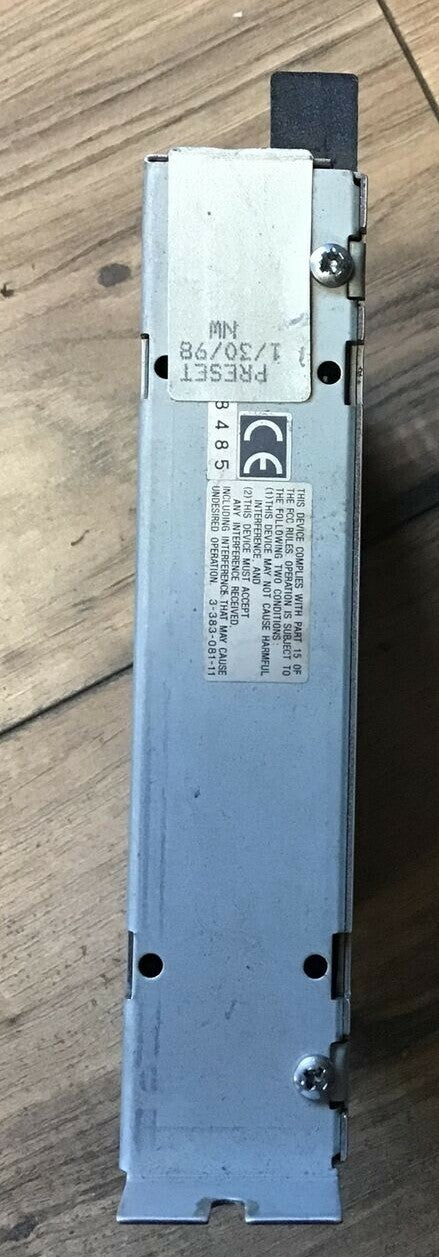 PRESET
1/30/98 1
NW
8485
CE
THIS DEVICE COMPLIES WITH PART 15 OF
THE FCC RULES OPERATION IS SUBJECT TO
THE FOLLOWING TWO CONDITIONS :
(1)THIS DEVICE MAY NOT CAUSE HARMFUL
INTERFERENCE, AND
(2)THIS DEVICE MUST ACCEPT
ANY INTERFERENCE RECEIVED,
INCLUDING INTERFERENCE THAT MAY CAUSE
UNDESIRED OPERATION. 3-383-081-11